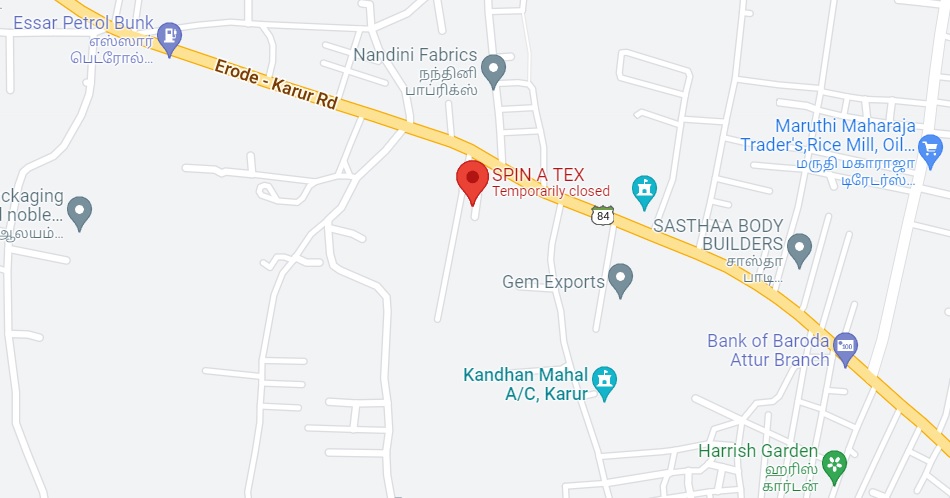 Essar Petrol Bunk
எஸ்ஸார்
பெட்ரோல்...
Erode - Karur Rd
Nandini Fabrics
நந்தினி
பாப்ரிக்ஸ்
Maruthi Maharaja
Trader's,Rice Mill, Oil...
மருதி மகாராஜா
டிரேடர்ஸ்...
SPIN A TEX
Temporarily closed
ckaging
l noble...
ஆலயம்...
84
SASTHAA BODY
BUILDERS
சாஸ்தா
பாடி...
Gem Exports
Bank of Baroda
Attur Branch
Kandhan Mahal
A/C, Karur
Harrish Garden
ஹரிஸ்
கார்டன்